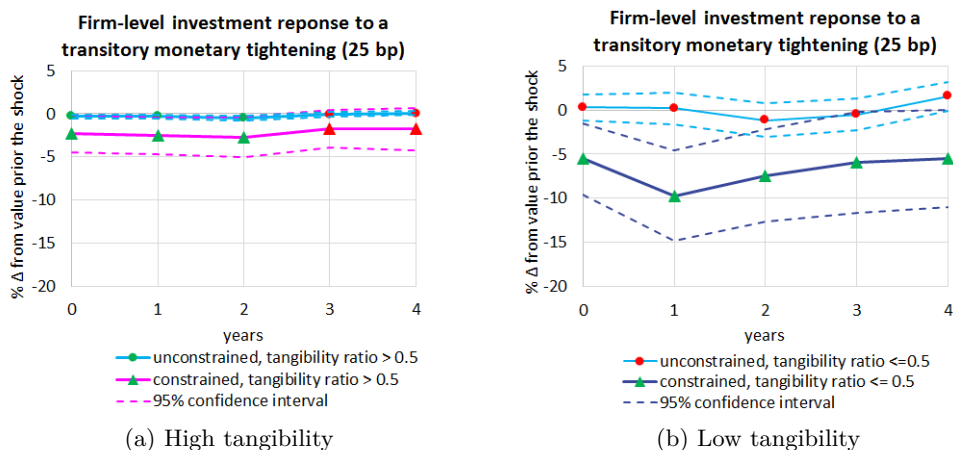 Firm-level investment reponse to a
transitory monetary tightening (25 bp)
% Δ from value prior the shock
5
0
-5
-10
-15
-20
0 1 2 3 4
years
unconstrained, tangibility ratio > 0.5
constrained, tangibility ratio > 0.5
95% confidence interval
(a) High tangibility
Firm-level investment reponse to a
transitory monetary tightening (25 bp)
% Δ from value prior the shock
5
0
-5
-10
-15
-20
0 1 2 3 4
years
unconstrained, tangibility ratio <=0.5
constrained, tangibility ratio <= 0.5
95% confidence interval
(b) Low tangibility